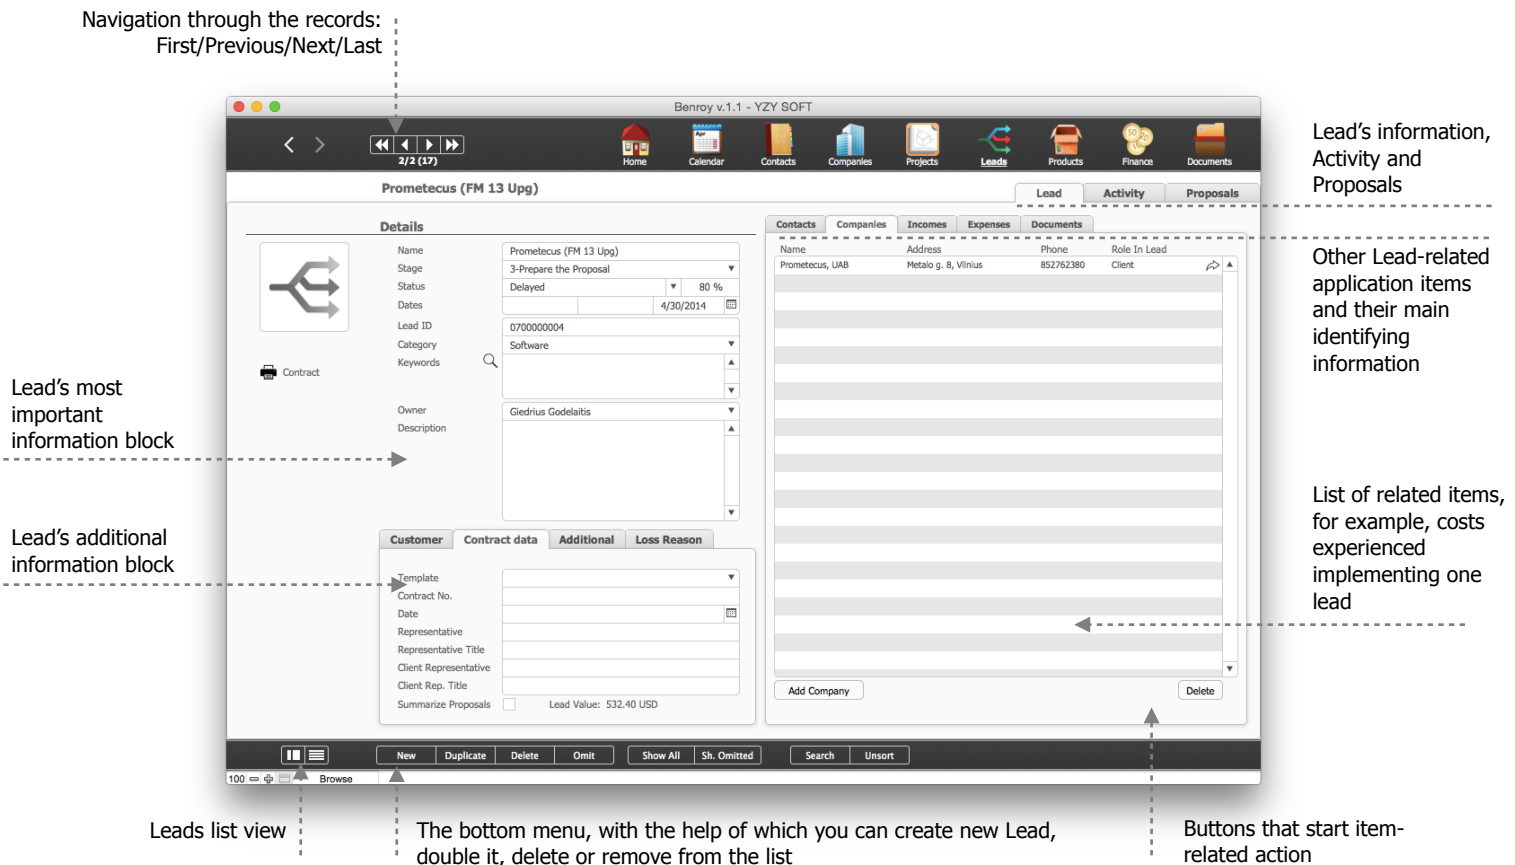 Navigation through the records:
First/Previous/Next/Last
Benroy v.1.1 - YZY SOFT
2/2 (17)
Home
Calendar
Contacts
Companies
Projects
Leads
Products
Finance
Documents
Prometecus (FM 13 Upg)
Lead
Activity
Proposals
Lead's information,
Activity and
Proposals
Details
Name
Prometecus (FM 13 Upg)
Stage
3-Prepare the Proposal
Status
Delayed
80 %
Dates
4/30/2014
Lead ID
0700000004
Category
Software
Keywords
Contract
Owner
Giedrius Godelaitis
Description
Contacts
Companies
Incomes
Expenses
Documents
Name
Address
Phone
Role In Lead
Prometecus, UAB
Metalo g. 8, Vilnius
852762380
Client
Other Lead-related
application items
and their main
identifying
information
Lead's most
important
information block
Lead's additional
information block
Customer
Contract data
Additional
Loss Reason
Template
Contract No.
Date
Representative
Representative Title
Client Representative
Client Rep. Title
Summarize Proposals
Lead Value: 532.40 USD
List of related items,
for example, costs
experienced
implementing one
lead
Add Company
Delete
New
Duplicate
Delete
Omit
Show All
Sh. Omitted
Search
Unsort
100
Browse
Leads list view
The bottom menu, with the help of which you can create new Lead,
double it, delete or remove from the list
Buttons that start item-
related action